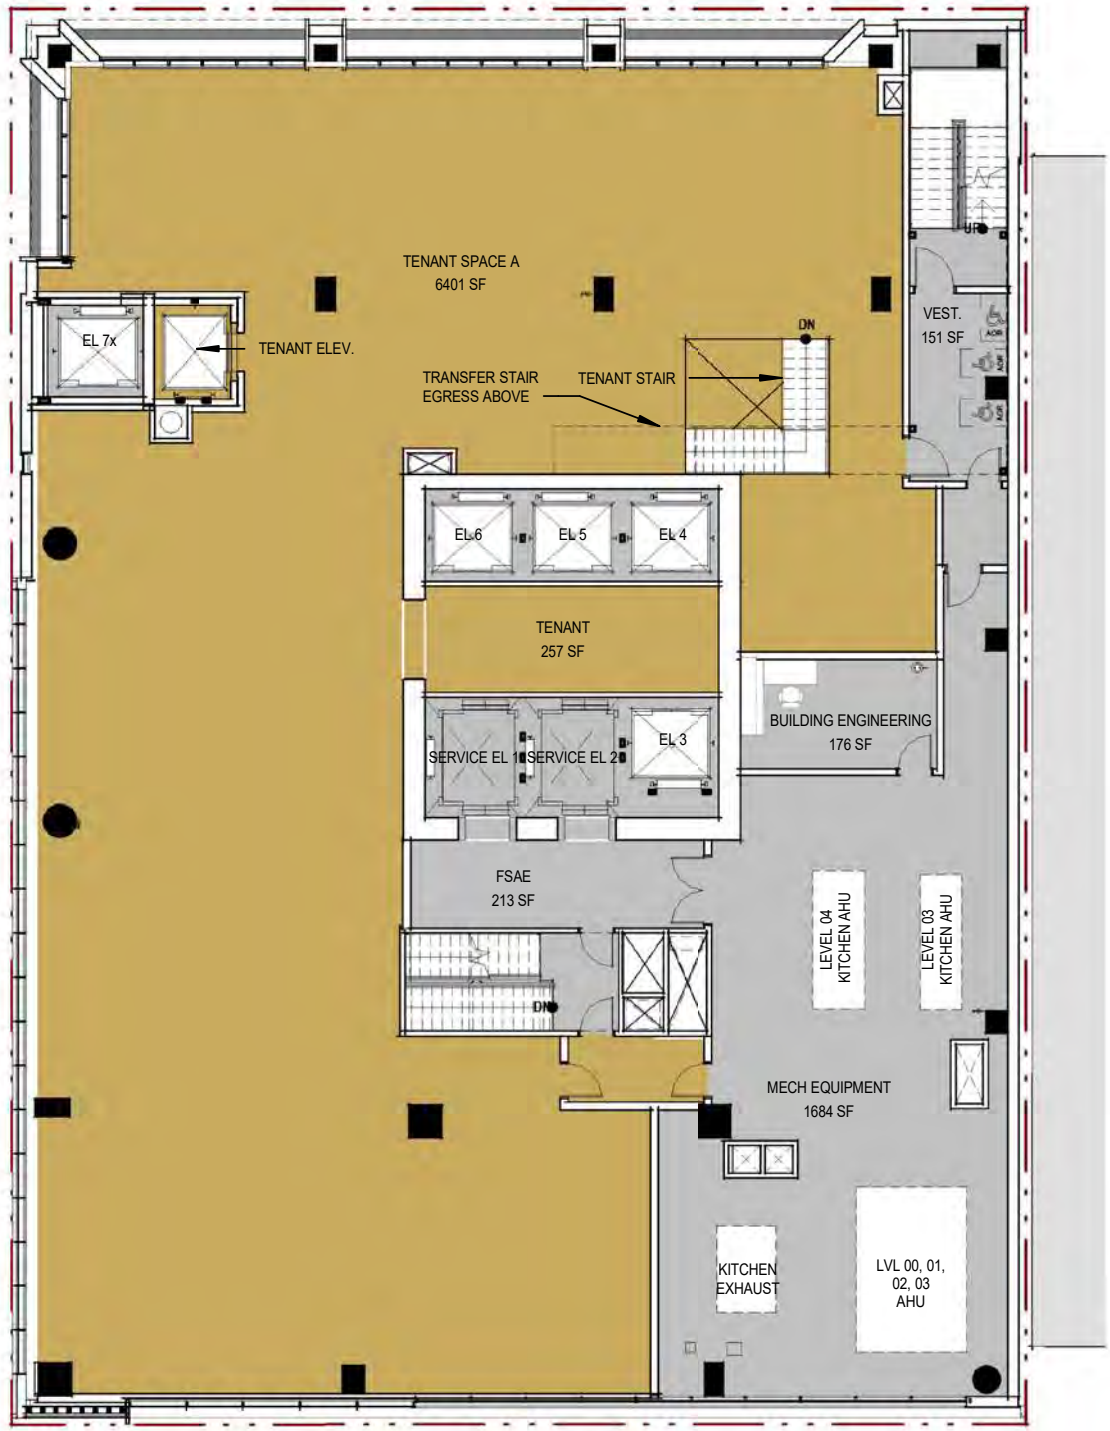 TENANT SPACE A
6401 SF
UP
VEST.
151 SF
AOR
AOR
AOR
EL 7x
TENANT ELEV.
DN
TRANSFER STAIR
EGRESS ABOVE
TENANT STAIR
EL 6
EL 5
EL 4
TENANT
257 SF
BUILDING ENGINEERING
176 SF
SERVICE EL 1
SERVICE EL 2
EL 3
FSAE
213 SF
LEVEL 04
KITCHEN AHU
LEVEL 03
KITCHEN AHU
DN
MECH EQUIPMENT
1684 SF
KITCHEN
EXHAUST
LVL 00, 01,
02, 03
AHU